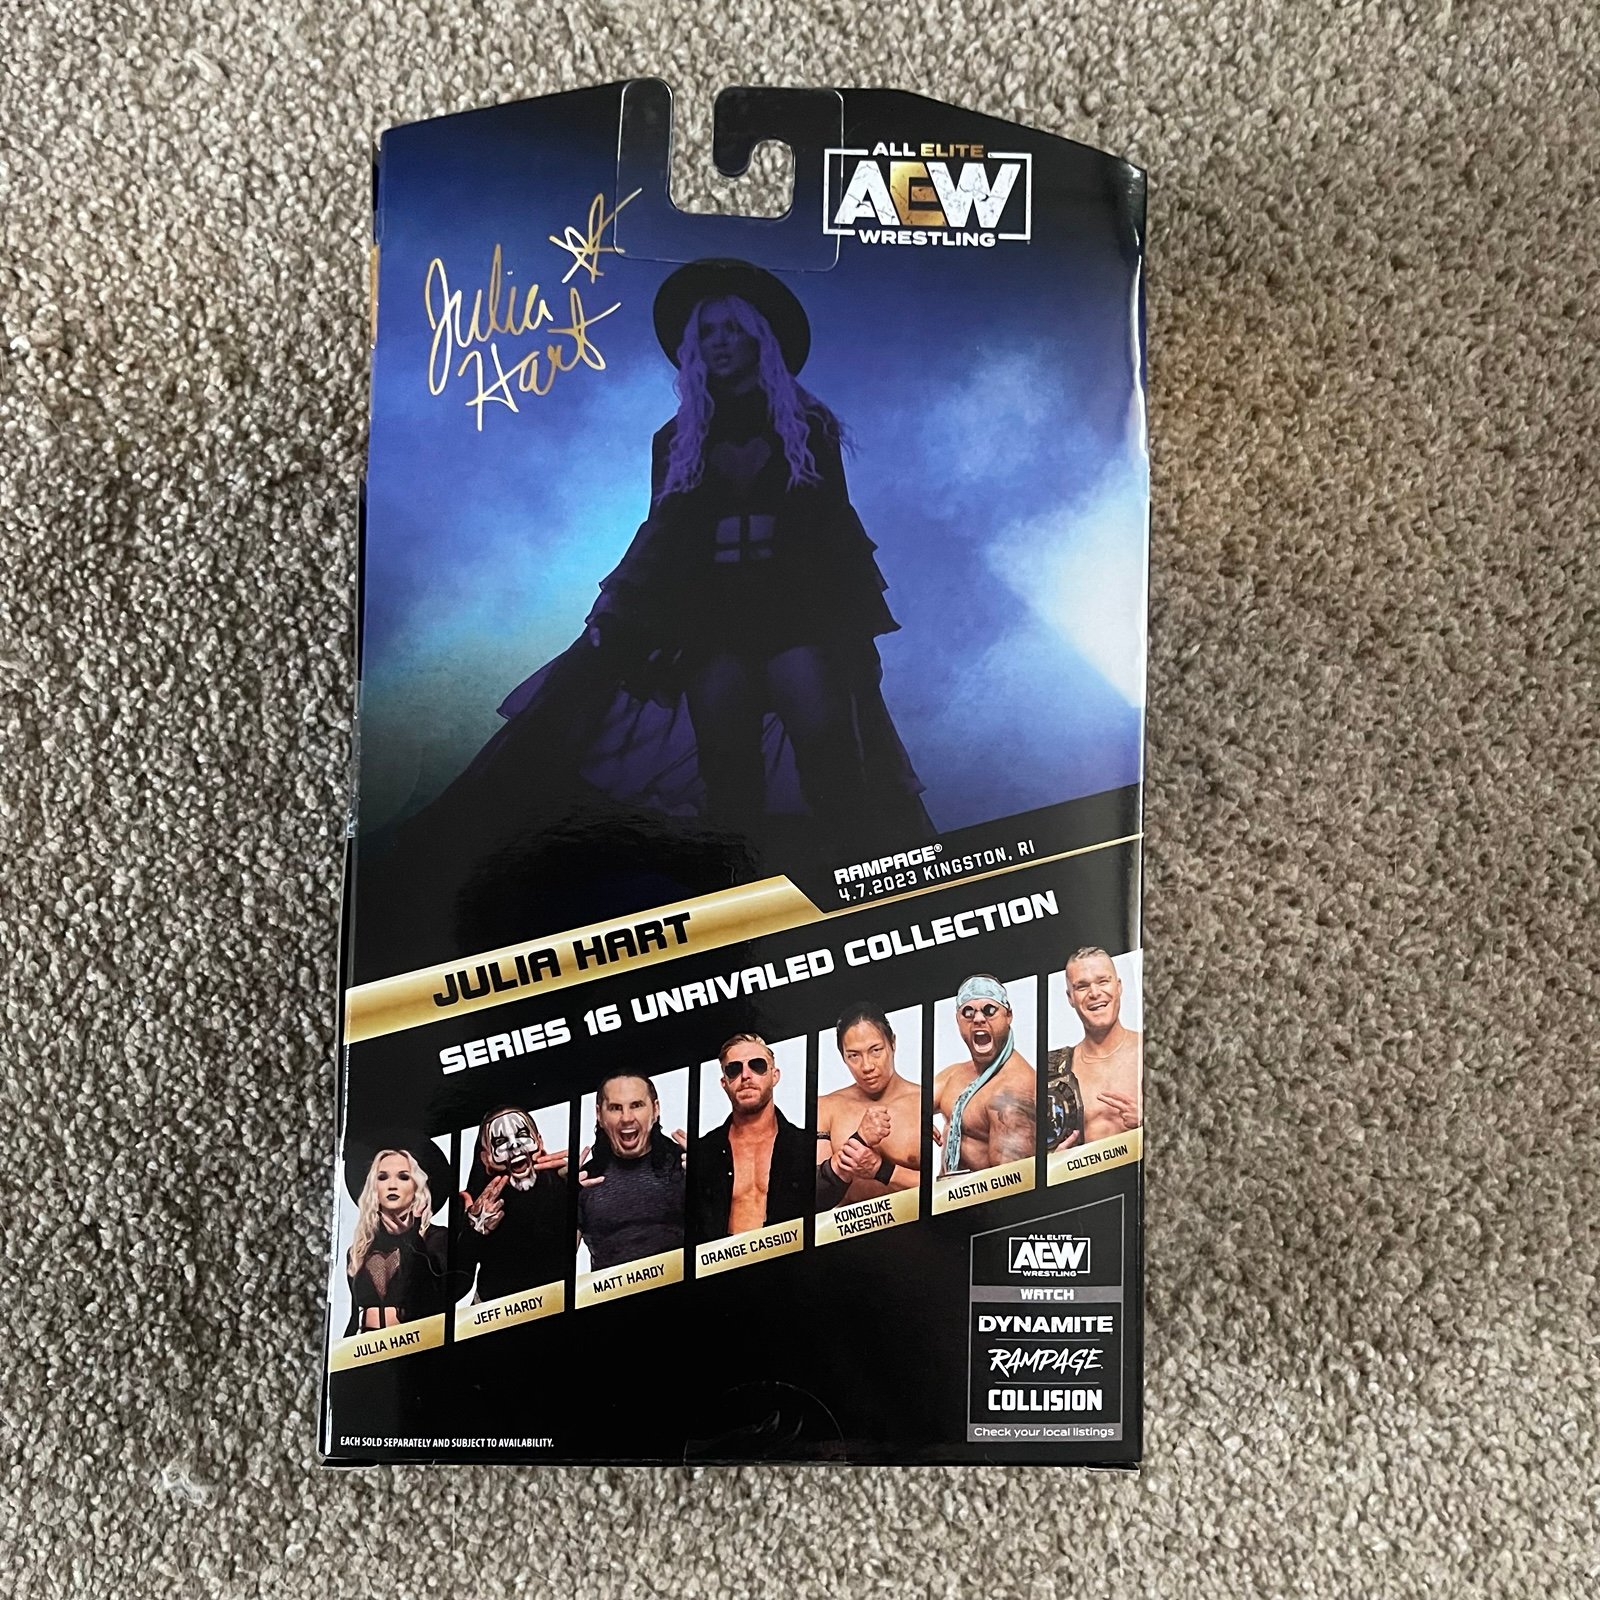 ALL ELITE
AEW
WRESTLING
Julia
Hart
RAMPAGE®
4.7.2023 KINGSTON, RI
JULIA HART
SERIES 16 UNRIVALED COLLECTION
JULIA HART
JEFF HARDY
MATT HARDY
ORANGE CASSIDY
KONOSUKE
TAKESHITA
AUSTIN GUNN
COLTEN GUNN
ALL ELITE
AEW
WRESTLING
WATCH
DYNAMITE
RAMPAGE
COLLISION
Check your local listings
EACH SOLD SEPARATELY AND SUBJECT TO AVAILABILITY.